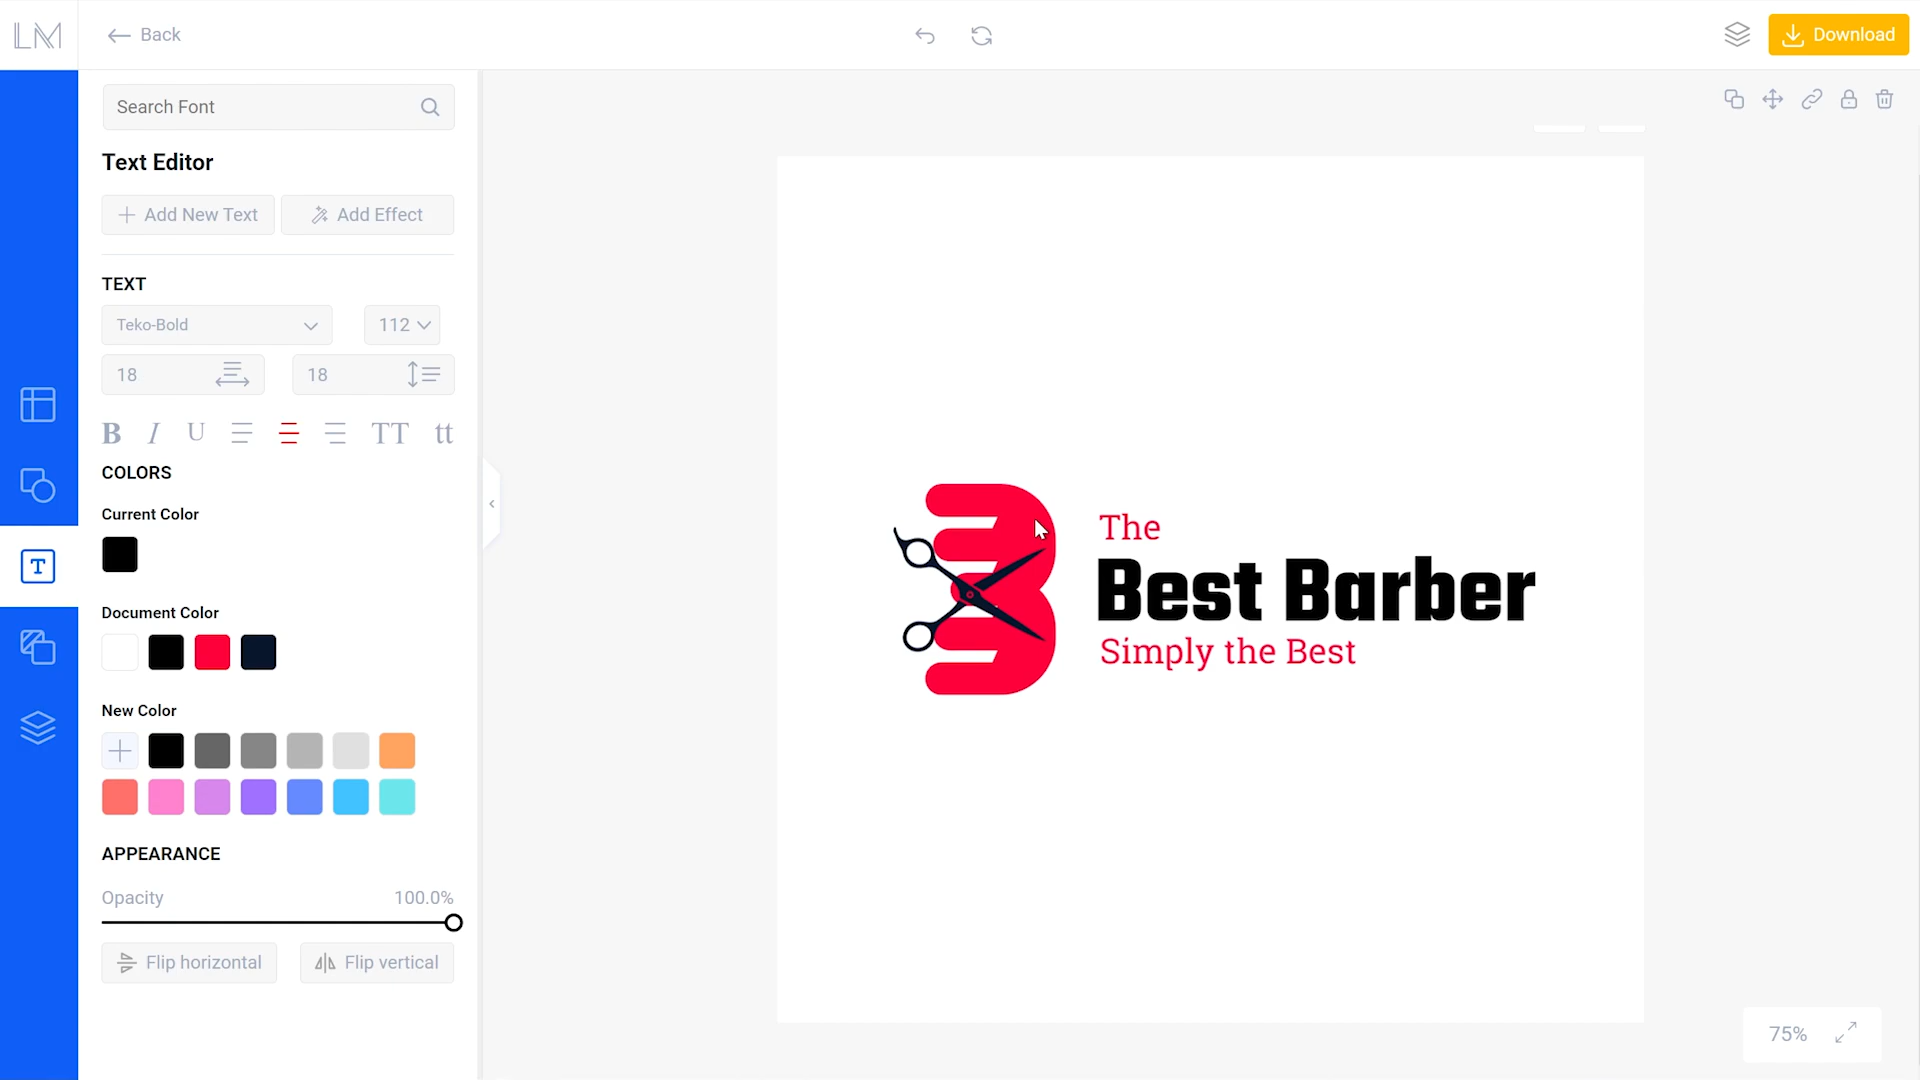 LM
Back
Download
Search Font
Text Editor
Add New Text
Add Effect
TEXT
Teko-Bold
112
18
18
B I U TT tt
COLORS
Current Color
T
Document Color
New Color
APPEARANCE
Opacity
100.0%
Flip horizontal
Flip vertical
The
Best Barber
Simply the Best
75%